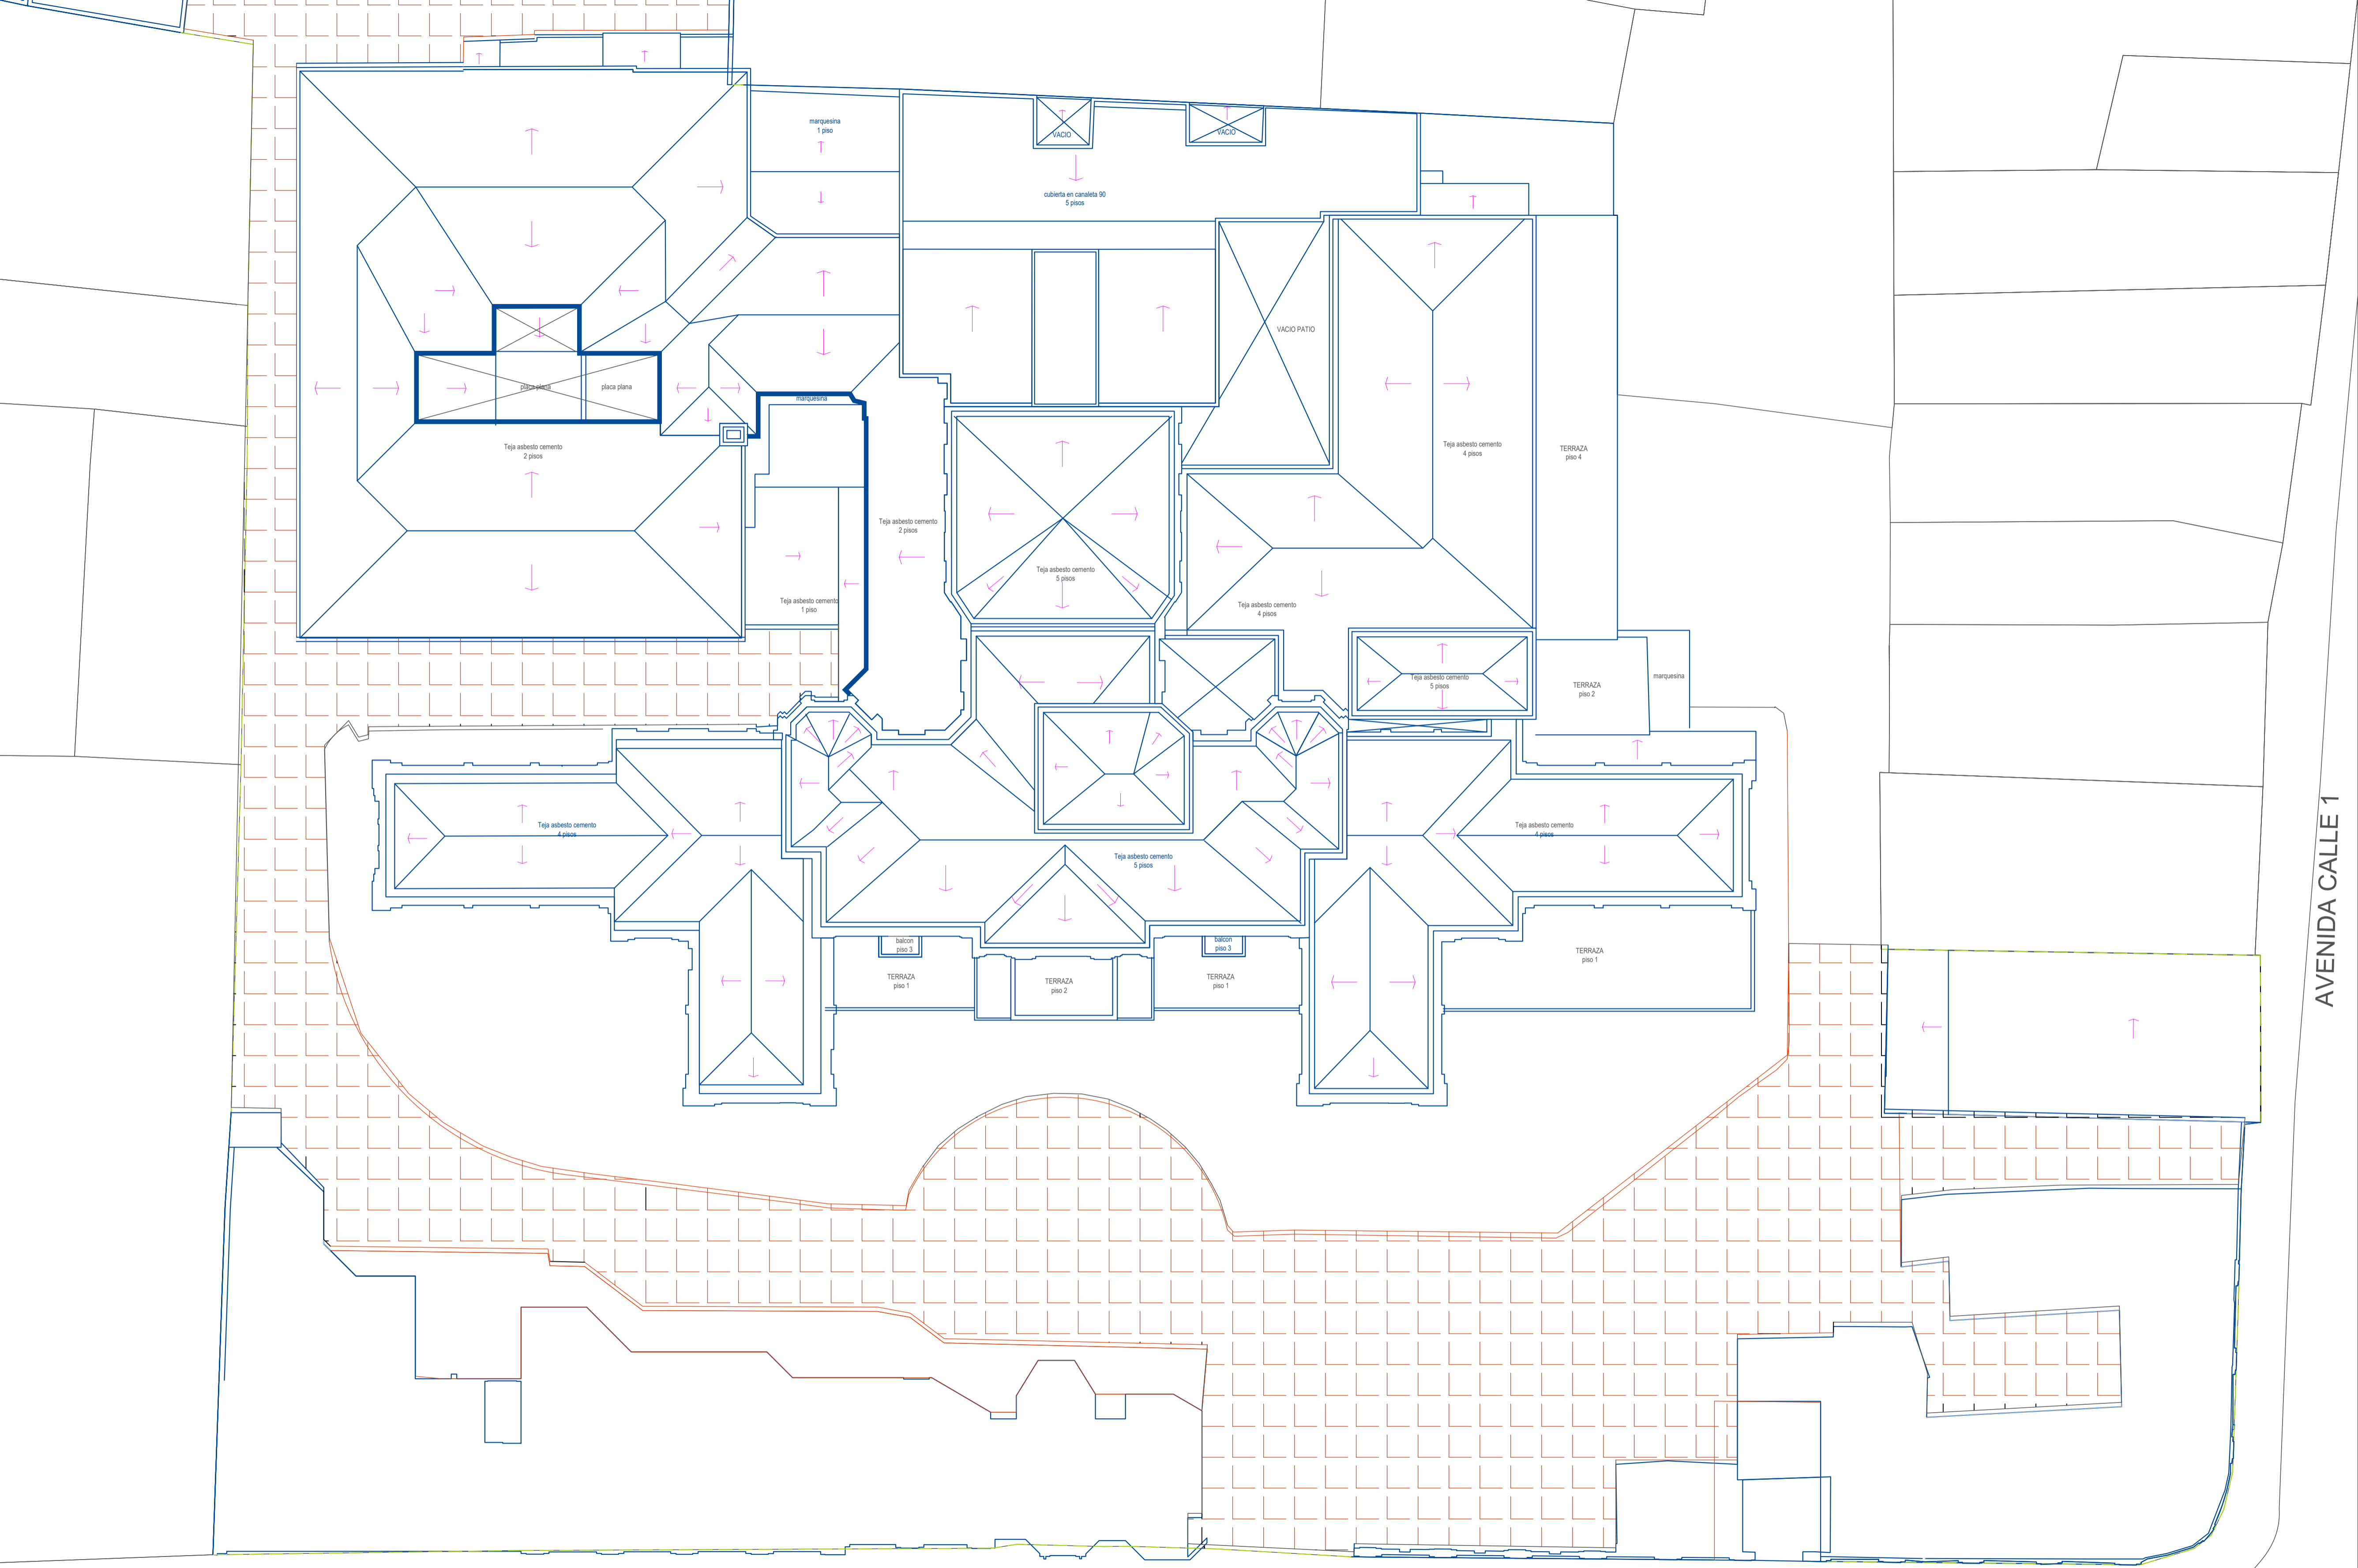 marquesina
1 piso
VACIO
VACIO
cubierta en canaleta 90
5 pisos
VACIO PATIO
placa plana
placa plana
marquesina
Teja asbesto cemento
2 pisos
Teja asbesto cemento
4 pisos
TERRAZA
piso 4
Teja asbesto cemento
2 pisos
Teja asbesto cemento
5 pisos
Teja asbesto cemento
1 piso
Teja asbesto cemento
4 pisos
Teja asbesto cemento
5 pisos
TERRAZA
piso 2
marquesina
Teja asbesto cemento
4 pisos
Teja asbesto cemento
4 pisos
Teja asbesto cemento
5 pisos
balcon
piso 3
balcon
piso 3
TERRAZA
piso 1
TERRAZA
piso 2
TERRAZA
piso 1
TERRAZA
piso 1
AVENIDA CALLE 1